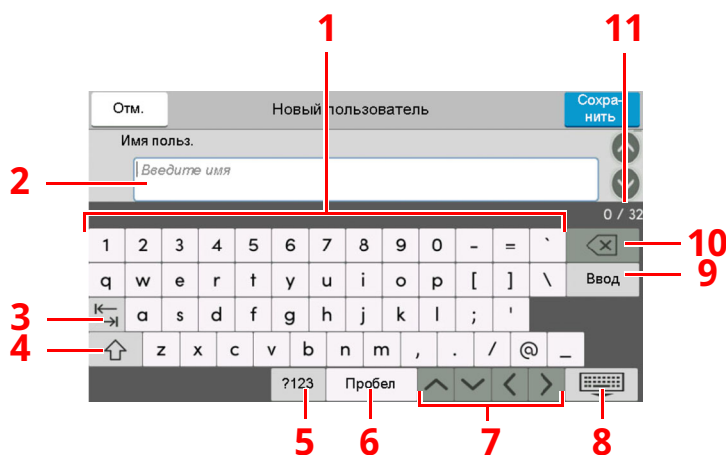 1 11
Отм. Новый пользователь Сохра-
нить
Имя польз.
2 Введите имя
0 / 32
1 2 3 4 5 6 7 8 9 0 - = ` 10
q w e r t y u i o p [ ] \ Ввод 9
3 a s d f g h j k l ; '
4 z x c v b n m , . / @ _
?123 Пробел
5 6 7 8